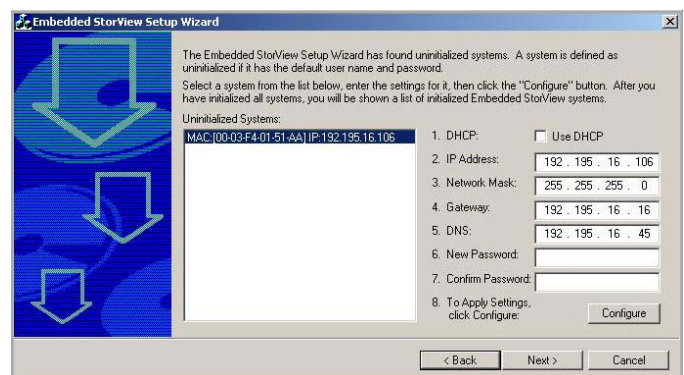 Embedded StorView Setup Wizard
The Embedded StorView Setup Wizard has found uninitialized systems. A system is defined as
uninitialized if it has the default user name and password.
Select a system from the list below, enter the settings for it, then click the "Configure" button. After you
have initialized all systems, you will be shown a list of initialized Embedded StorView systems.
Uninitialized Systems:
MAC:[00-03-F4-01-51-AA] IP:192.195.16.106
1. DHCP: Use DHCP
2. IP Address: 192 . 195 . 16 . 106
3. Network Mask: 255 . 255 . 255 . 0
4. Gateway: 192 . 195 . 16 . 16
5. DNS: 192 . 195 . 16 . 45
6. New Password:
7. Confirm Password:
8. To Apply Settings,
click Configure: Configure
< Back Next > Cancel